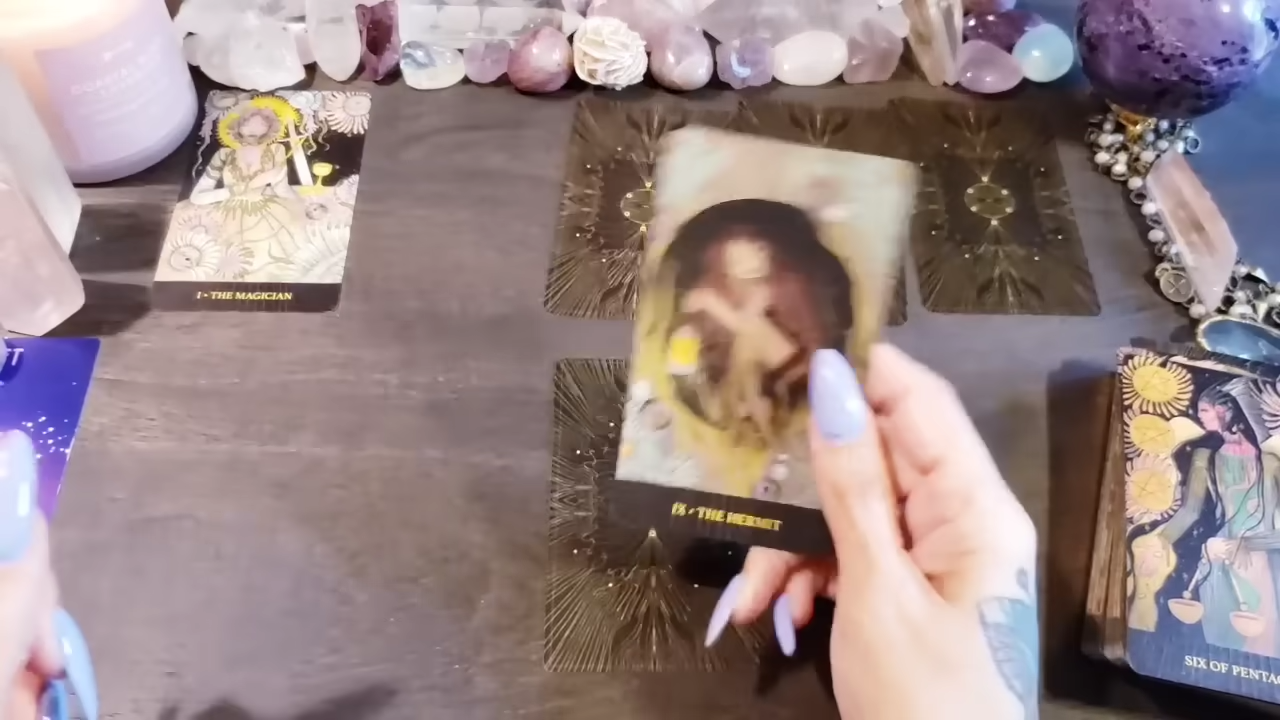 I - THE MAGICIAN
IX - THE HERMIT
SIX OF PENTAC